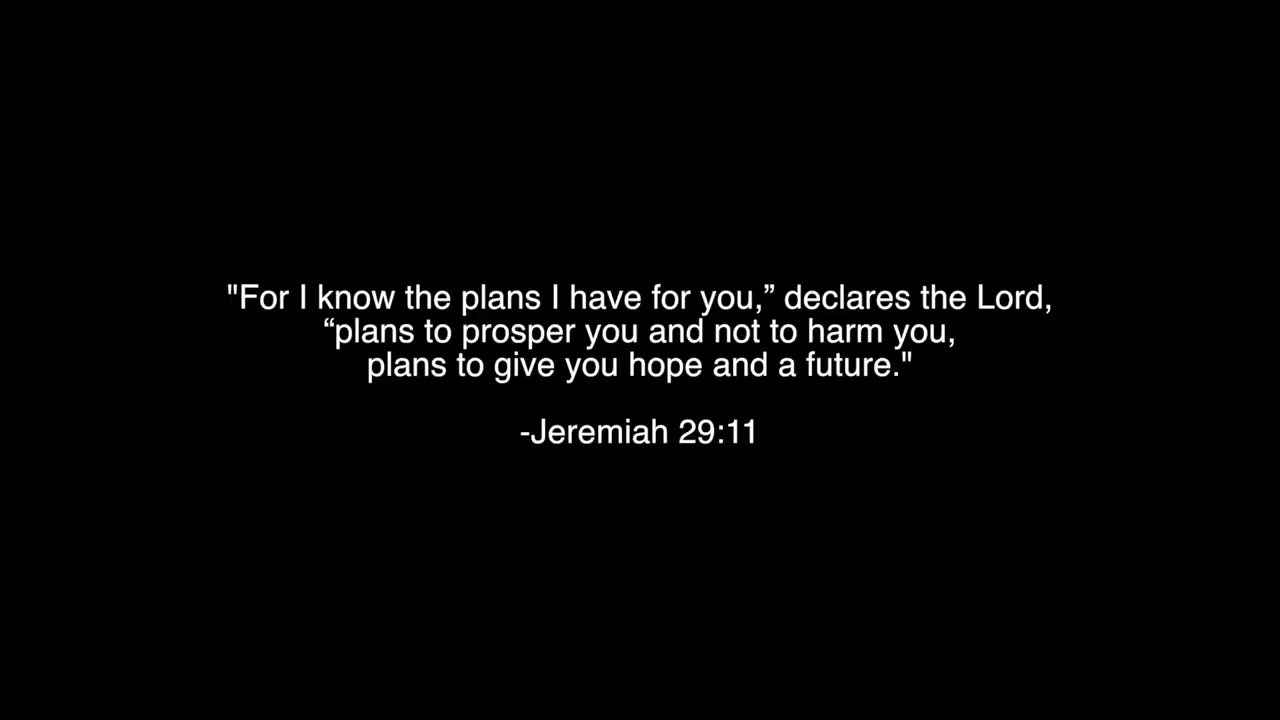 "For I know the plans I have for you,” declares the Lord,
“plans to prosper you and not to harm you,
plans to give you hope and a future."
-Jeremiah 29:11